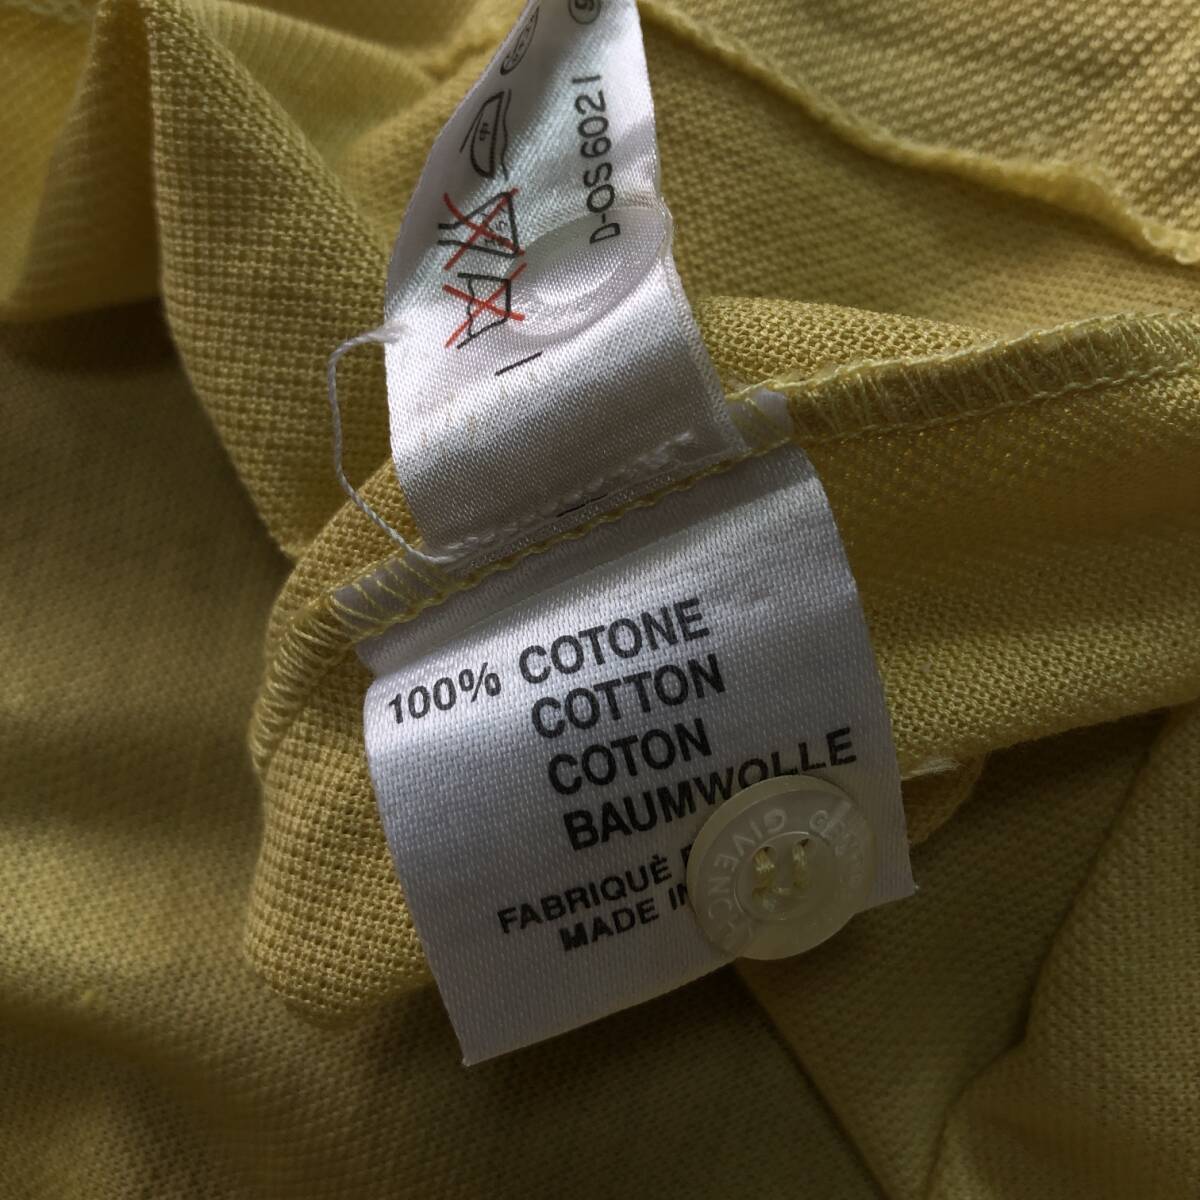 D-OS6021
100% COTONE
COTTON
COTON
BAUMWOLLE
FABRIQUÈ
MADE IN
GIVENCHY